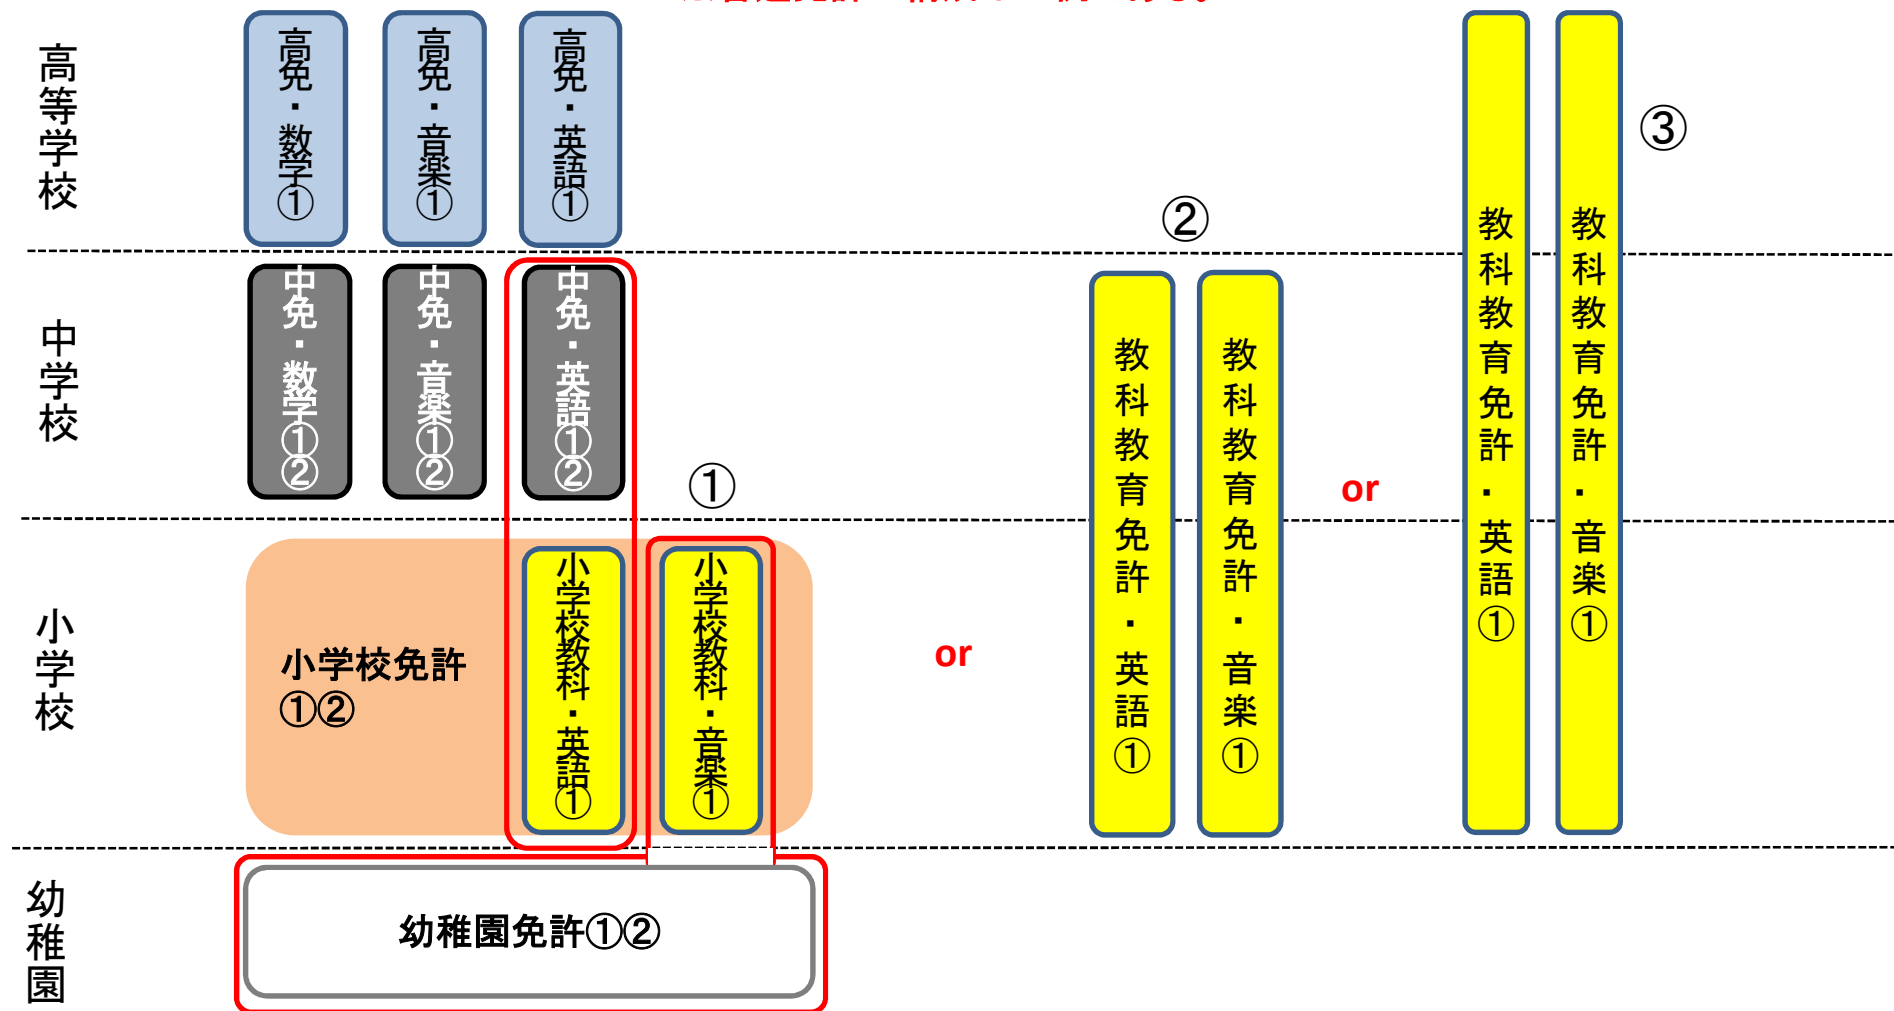 高等学校
高免・数学①
高免・音楽①
高免・英語①
③
②
中学校
中免・数学①②
中免・音楽①②
中免・英語①②
①
教科教育免許・英語①
教科教育免許・音楽①
or
教科教育免許・英語①
教科教育免許・音楽①
小学校
小学校免許
①②
小学校教科・英語①
小学校教科・音楽①
or
幼稚園
幼稚園免許①②